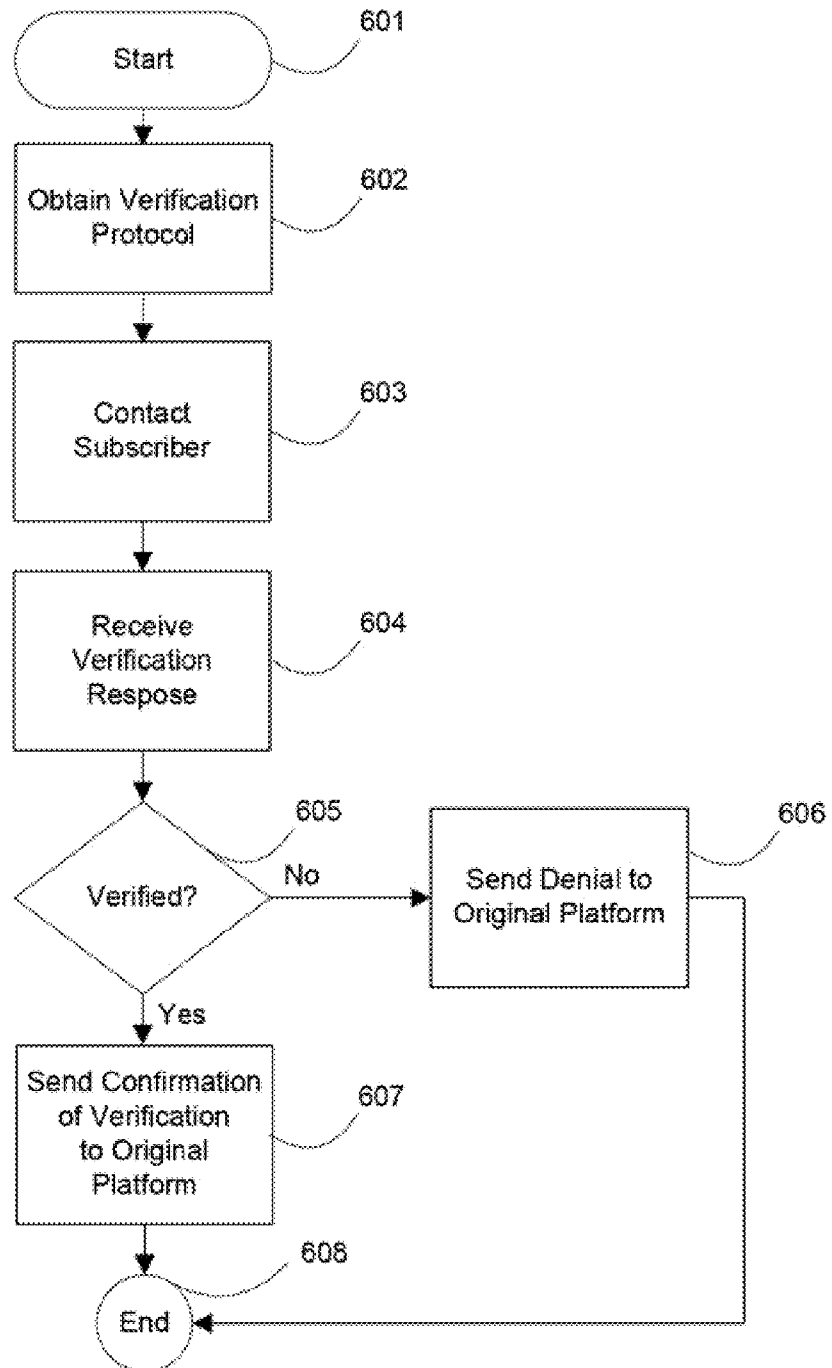 601
Start
602
Obtain Verification
Protocol
603
Contact
Subscriber
604
Receive
Verification
Respose
605
Verified?
No
606
Send Denial to
Original Platform
Yes
607
Send Confirmation
of Verification
to Original
Platform
608
End